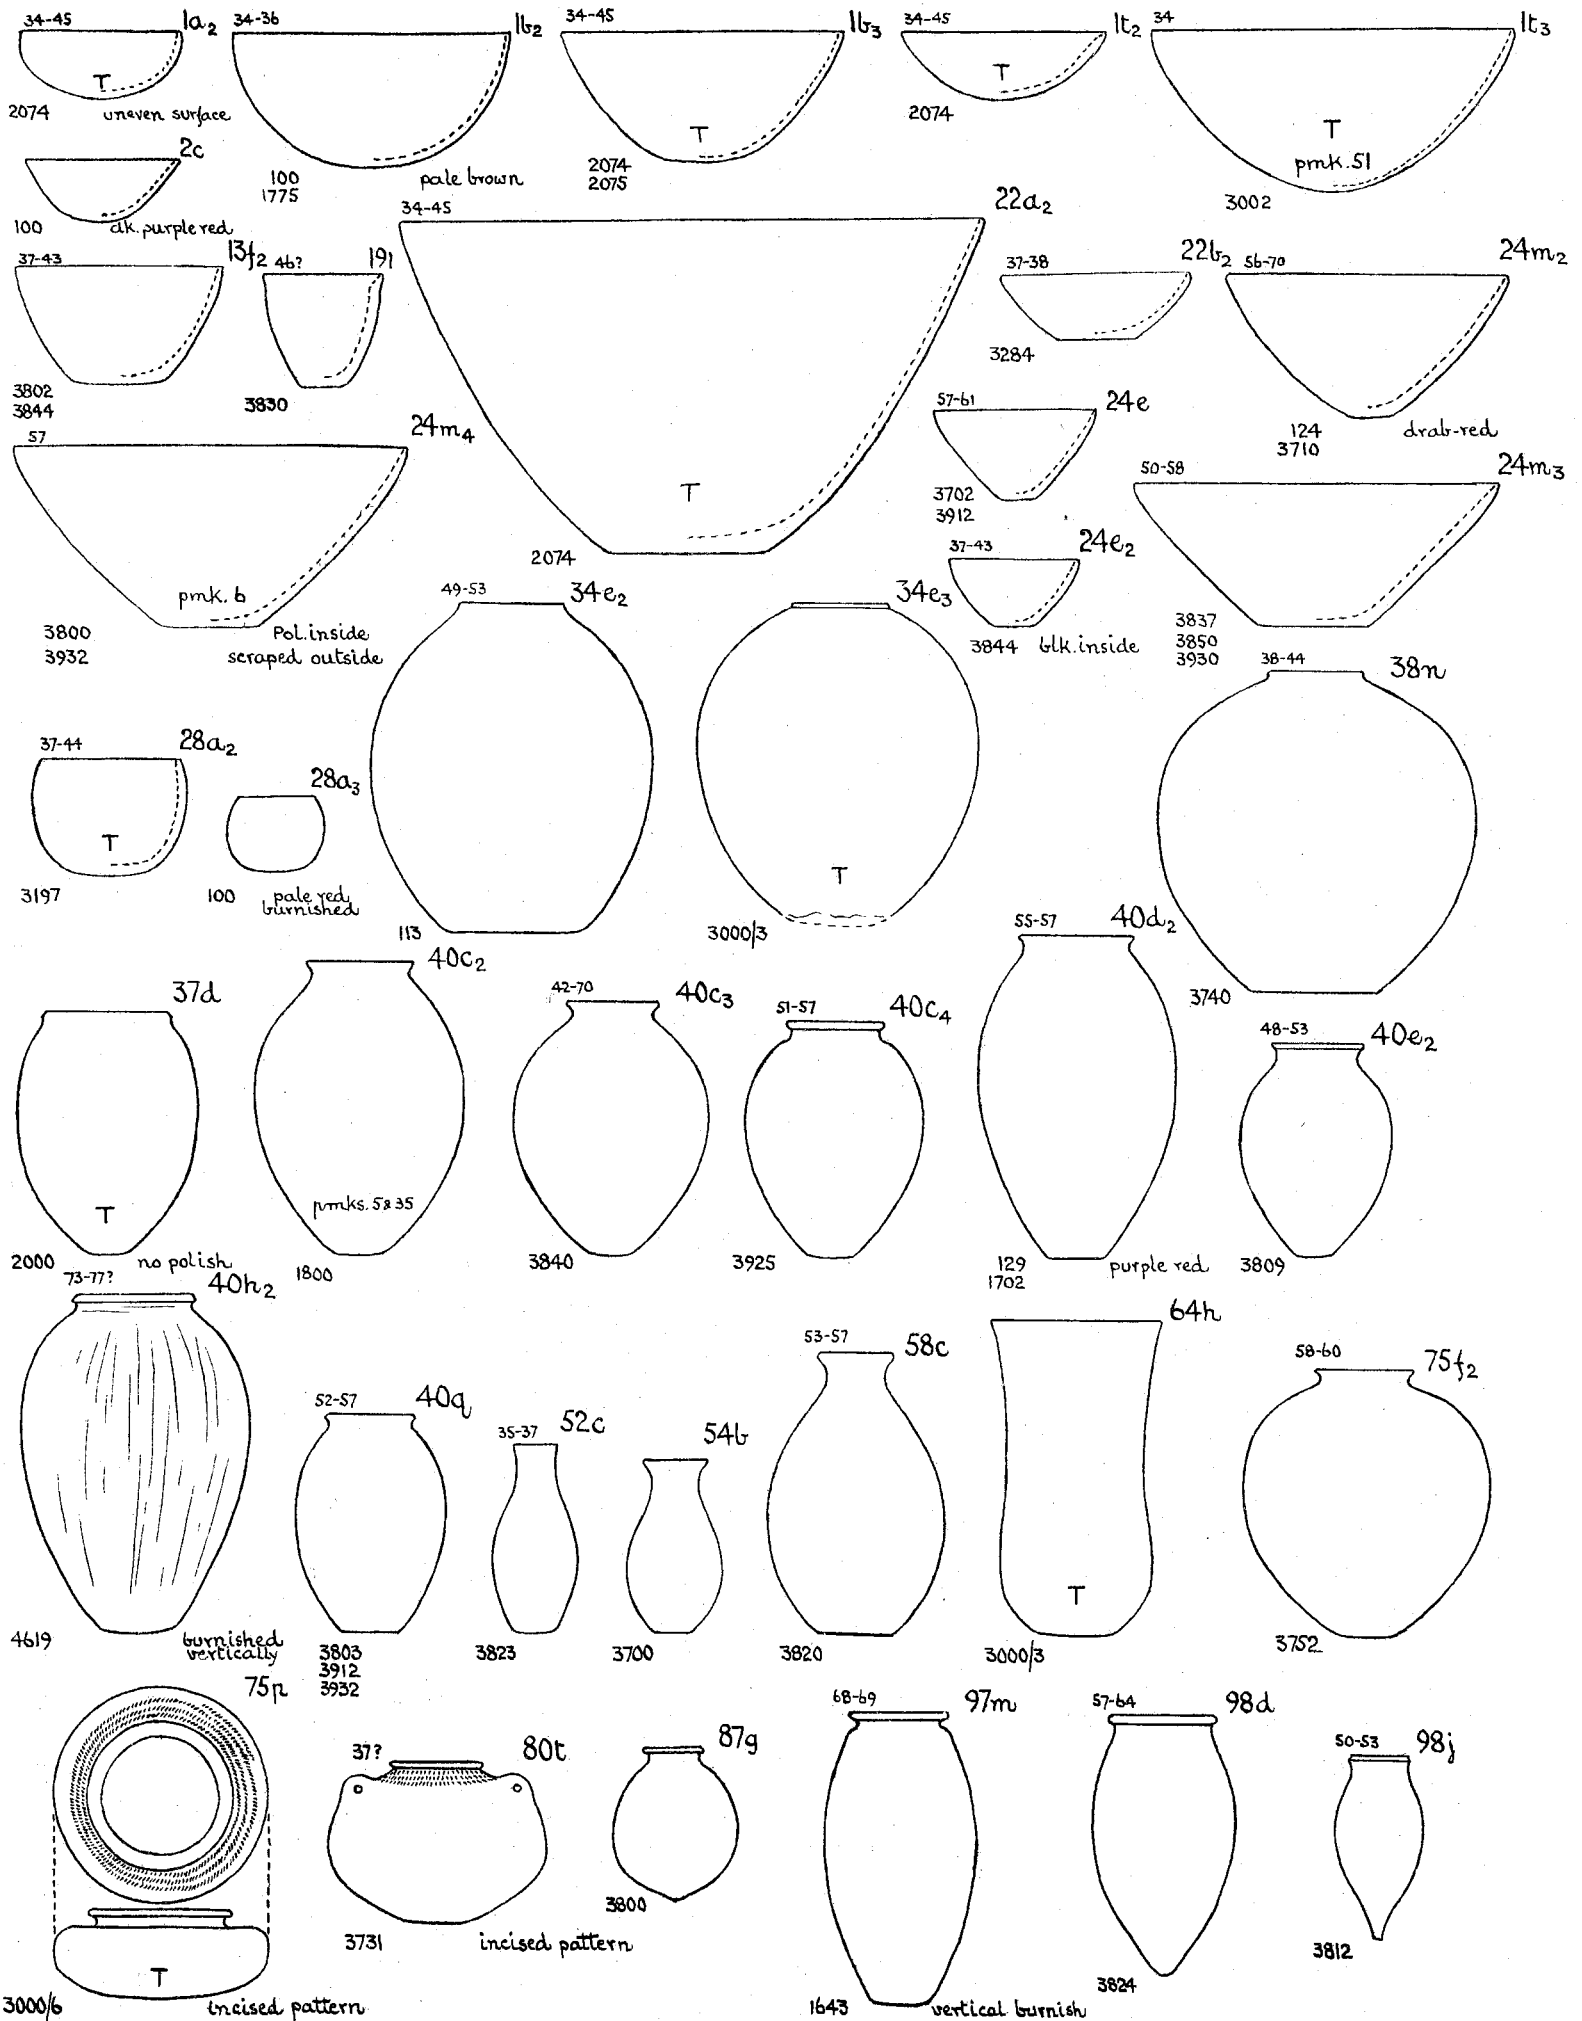 34-45 1a2
T
2074 uneven surface
34-36 1b2
100
1775
pale brown
34-45 1b3
T
2074
2075
34-45 1t2
T
2074
34 1t3
T
pmk. 51
3002
2c
100 dk. purple red
37-43 13f2
3802
3844
46? 19j
3830
34-45 22a2
T
2074
37-38 22b2
3284
56-70 24m2
124
3710
drab-red
57 24m4
pmk. 6
3800
3932
Pol. inside
scraped outside
57-61 24e
3702
3912
37-43 24e2
3844 blk. inside
50-58 24m3
3837
3850
3930
49-53 34e2
113
34e3
T
3000/3
38-44 38n
3740
37-44 28a2
T
3197
28a3
100 pale red
burnished
37d
T
2000 no polish
40c2
pmks. 5 & 35
1800
42-70 40c3
3840
51-57 40c4
3925
55-57 40d2
129
1702
purple red
48-53 40e2
3809
73-77? 40h2
4619 burnished
vertically
52-57 40q
3803
3912
3932
35-37 52c
3823
54b
3700
53-57 58c
3820
64h
T
3000/3
58-60 75f2
3752
75p
T
3000/6 incised pattern
37? 80t
3731 incised pattern
87g
3800
68-69 97m
1643 vertical burnish
57-64 98d
3824
50-53 98j
3812